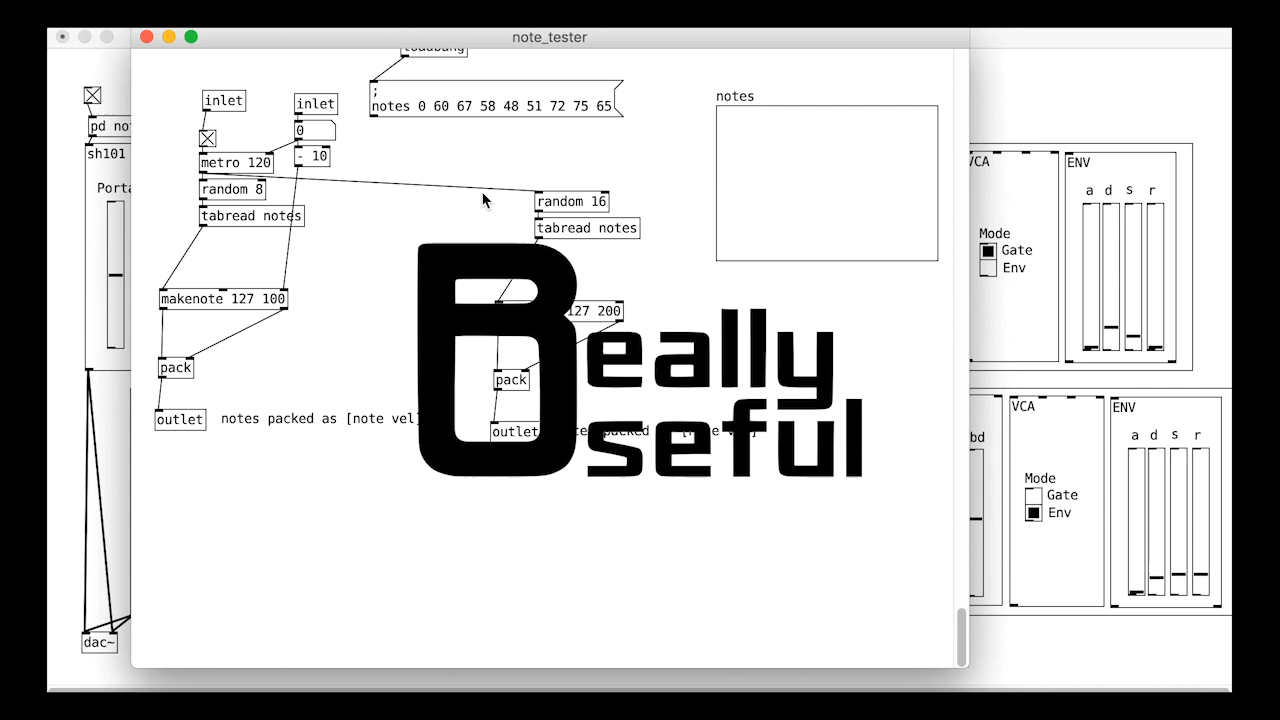 note_tester
loadbang
inlet
inlet
;
notes 0 60 67 58 48 51 72 75 65
notes
0
metro 120
- 10
random 8
random 16
tabread notes
tabread notes
makenote 127 100
127 200
pack
pack
outlet
notes packed as [note vel]
outlet
packed
Beally
Useful
pd no
sh101
Porta
dac~
VCA
ENV
a d s r
Mode
Gate
Env
bd
VCA
ENV
a d s r
Mode
Gate
Env